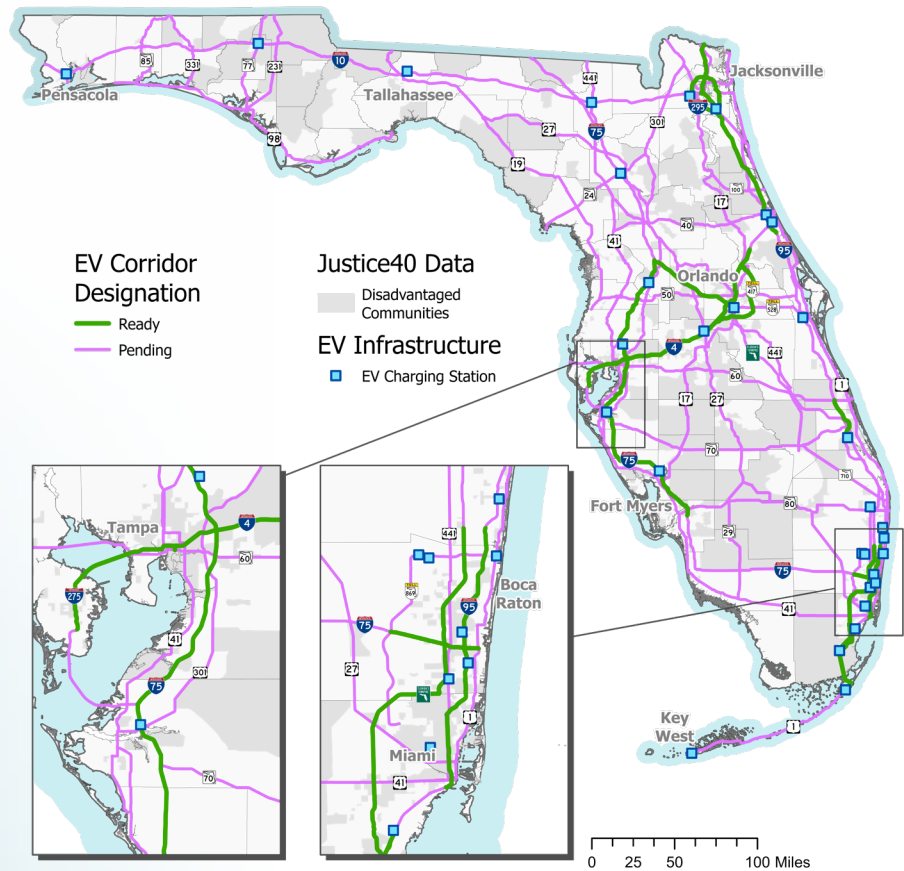 85
331
77
231
10
Pensacola
Tallahassee
98
441
Jacksonville
295
27
75
301
19
100
24
17
40
41
95
EV Corridor
Designation
Ready
Pending
Justice40 Data
Disadvantaged
Communities
EV Infrastructure
EV Charging Station
Orlando
50
417
528
4
441
60
1
17
27
70
75
710
Fort Myers
80
29
75
41
Key
West
1
Tampa
4
60
275
41
301
75
70
441
869
Boca
Raton
95
75
27
1
Miami
41
0 25 50 100 Miles